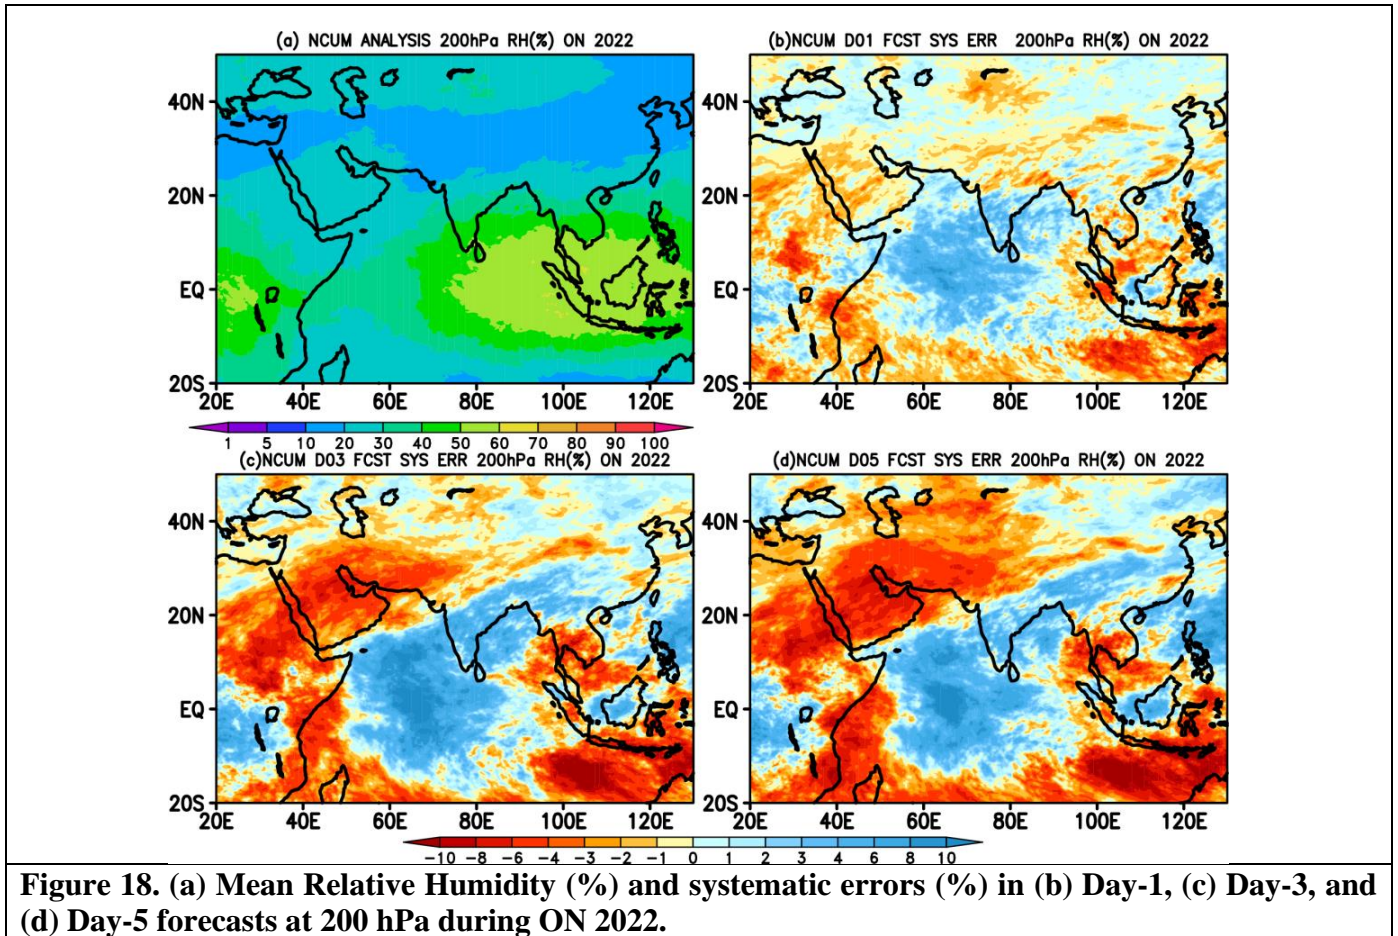 (a) NCUM ANALYSIS 200hPa RH(%) ON 2022
40N
20N
EQ
20S
20E 40E 60E 80E 100E 120E
1 5 10 20 30 40 50 60 70 80 90 100
(b)NCUM D01 FCST SYS ERR 200hPa RH(%) ON 2022
40N
20N
EQ
20S
20E 40E 60E 80E 100E 120E
(c)NCUM D03 FCST SYS ERR 200hPa RH(%) ON 2022
40N
20N
EQ
20S
20E 40E 60E 80E 100E 120E
(d)NCUM D05 FCST SYS ERR 200hPa RH(%) ON 2022
40N
20N
EQ
20S
20E 40E 60E 80E 100E 120E
-10 -8 -6 -4 -3 -2 -1 0 1 2 3 4 6 8 10
Figure 18. (a) Mean Relative Humidity (%) and systematic errors (%) in (b) Day-1, (c) Day-3, and
(d) Day-5 forecasts at 200 hPa during ON 2022.